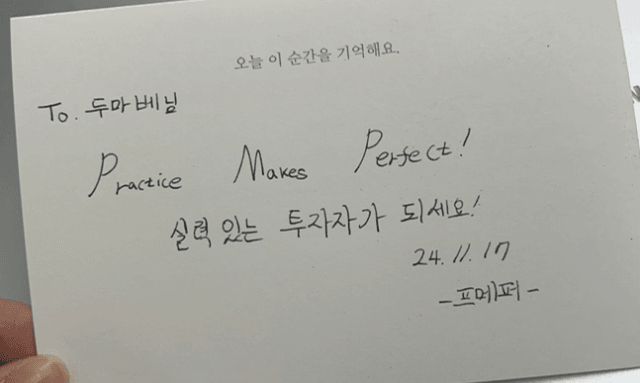 오늘 이 순간을 기억해요.
To. 두마베님
Practice Makes Perfect!
실력 있는 투자자가 되세요!
24. 11. 17
-프메퍼-